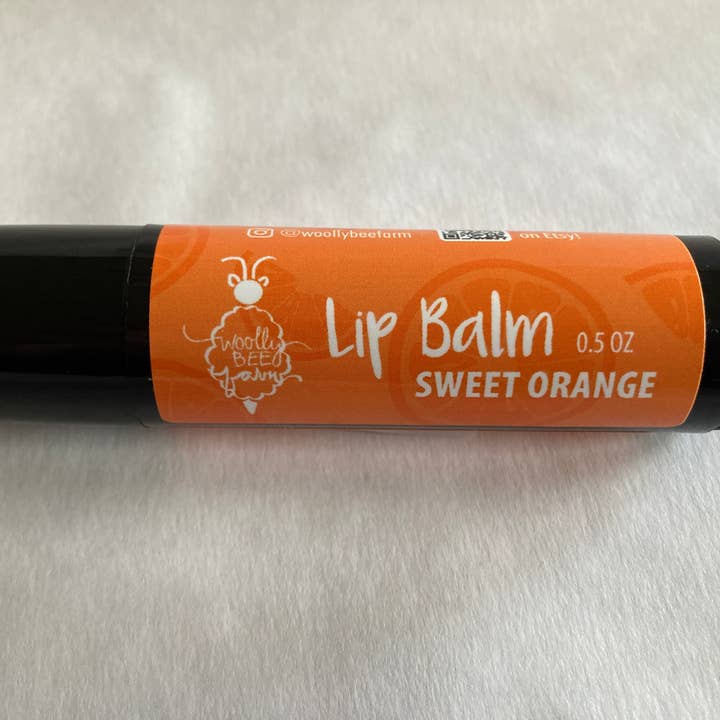 @woollybeefarm
on Etsy!
woolly
BEE
farm
Lip Balm 0.5 OZ
SWEET ORANGE